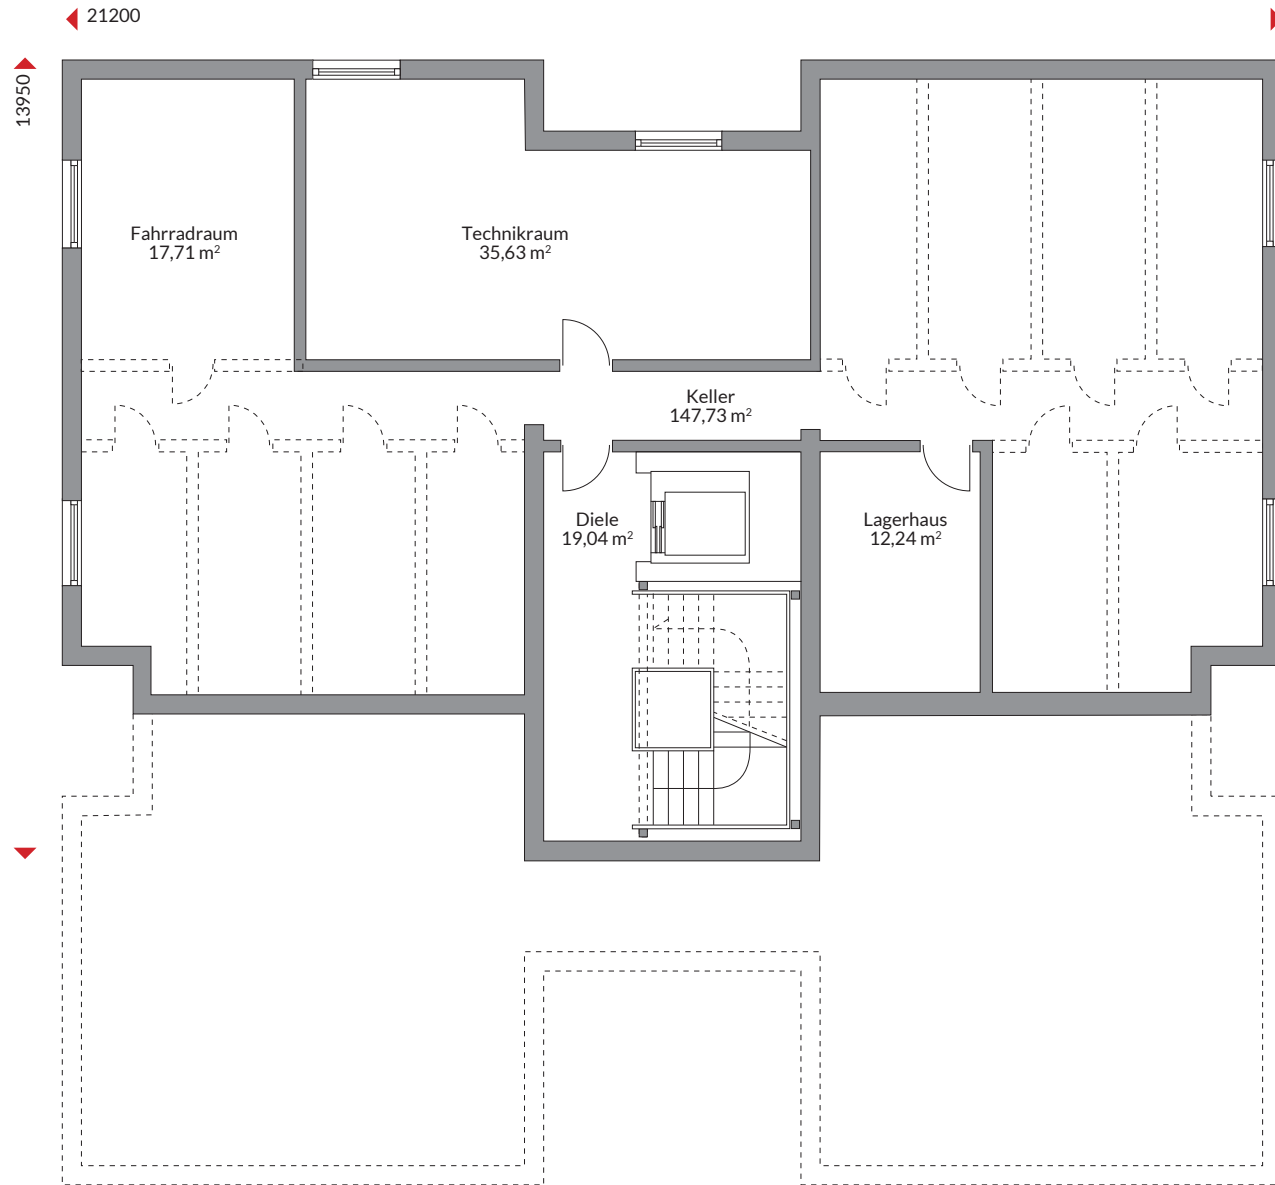 21200
13950
Fahrradraum
17,71 m²
Technikraum
35,63 m²
Keller
147,73 m²
Diele
19,04 m²
Lagerhaus
12,24 m²